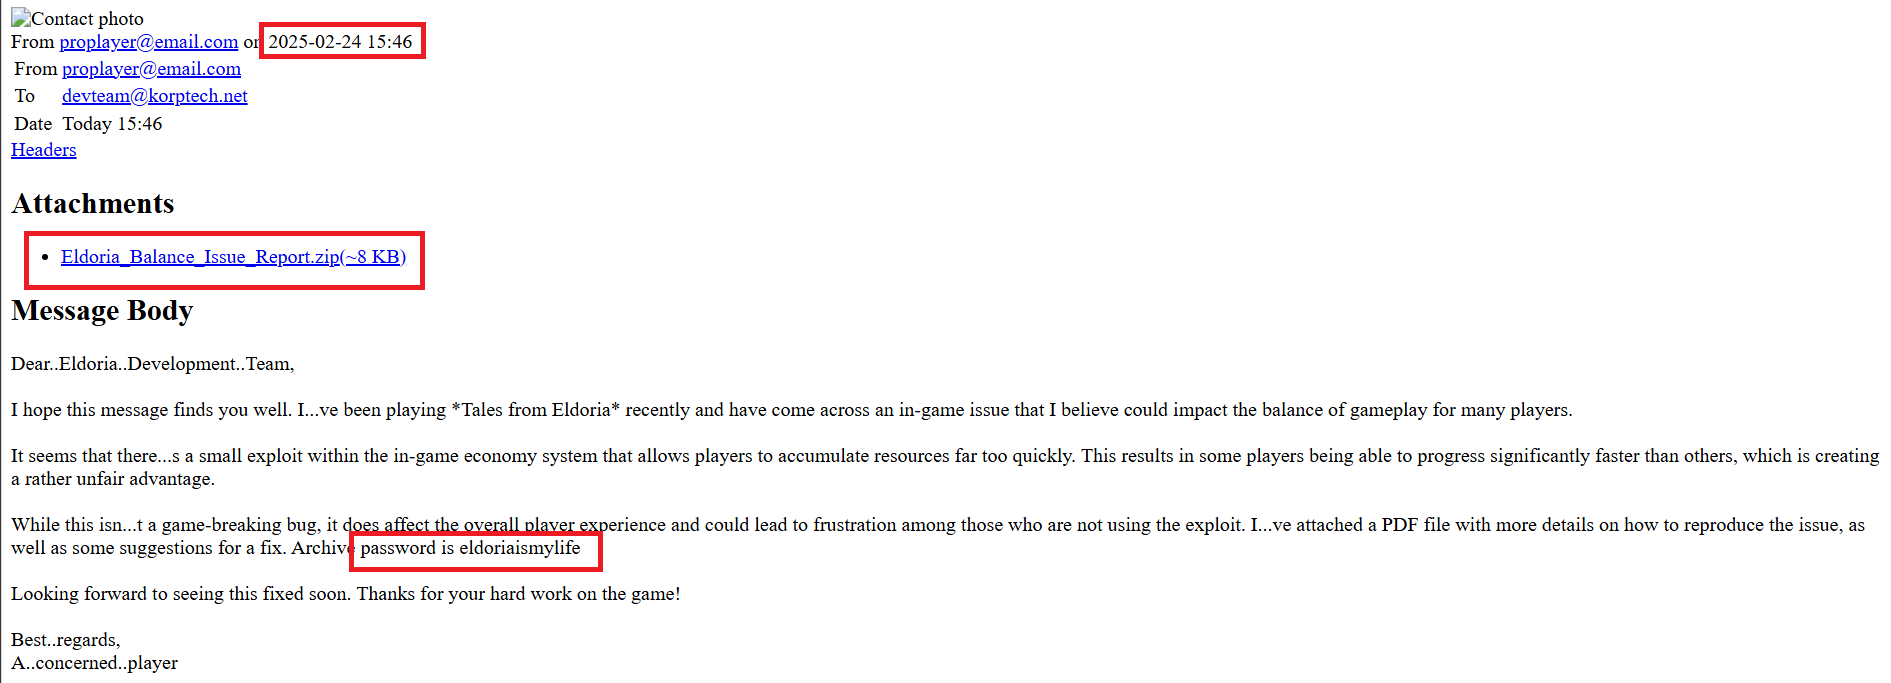 Contact photo
From proplayer@email.com on 2025-02-24 15:46
From proplayer@email.com
To devteam@korptech.net
Date Today 15:46
Headers
Attachments
• Eldoria_Balance_Issue_Report.zip(~8 KB)
Message Body
Dear..Eldoria..Development..Team,
I hope this message finds you well. I...ve been playing *Tales from Eldoria* recently and have come across an in-game issue that I believe could impact the balance of gameplay for many players.
It seems that there...s a small exploit within the in-game economy system that allows players to accumulate resources far too quickly. This results in some players being able to progress significantly faster than others, which is creating
a rather unfair advantage.
While this isn...t a game-breaking bug, it does affect the overall player experience and could lead to frustration among those who are not using the exploit. I...ve attached a PDF file with more details on how to reproduce the issue, as
well as some suggestions for a fix. Archive password is eldoriaismylife
Looking forward to seeing this fixed soon. Thanks for your hard work on the game!
Best..regards,
A..concerned..player